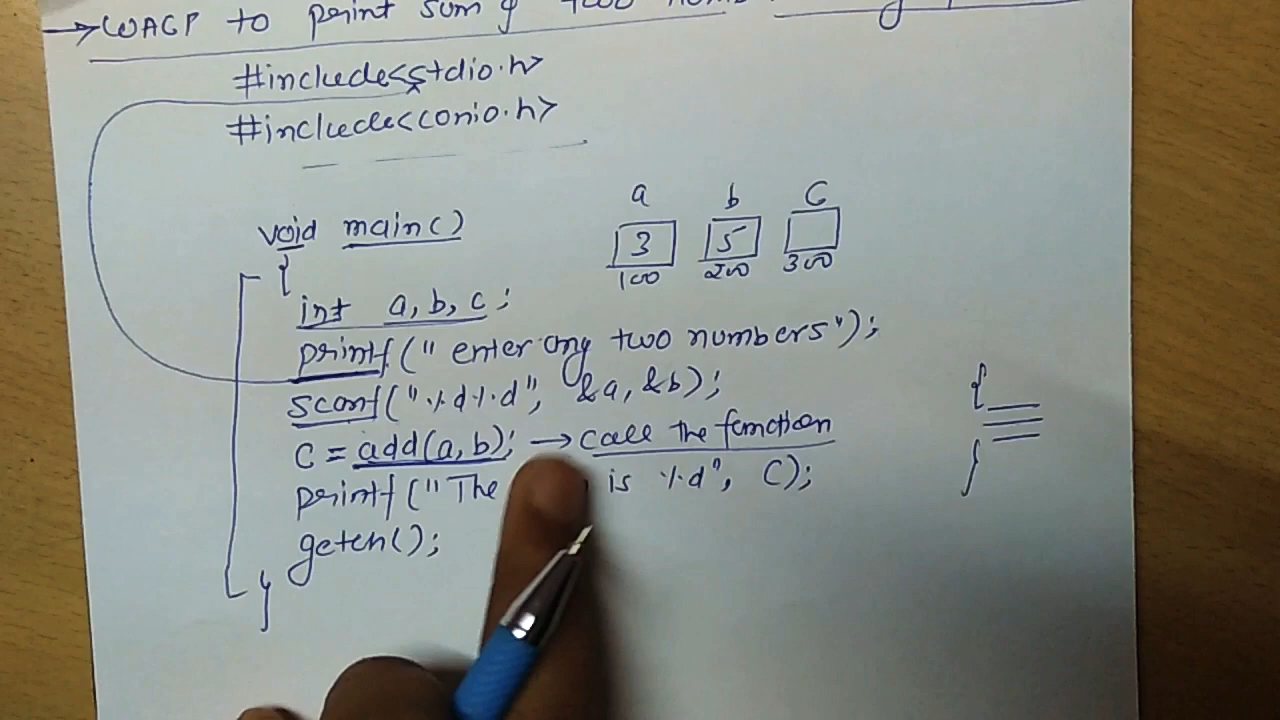 → WACP to print sum of two
#include<stdio.h>
#include<conio.h>
a b C
3 5
100 200 300
void main()
{
int a, b, c;
printf(" enter any two numbers");
scanf("%d%d", &a, &b);
c = add(a, b); → call the function
printf("The is %d", C);
getch();
}
{
}